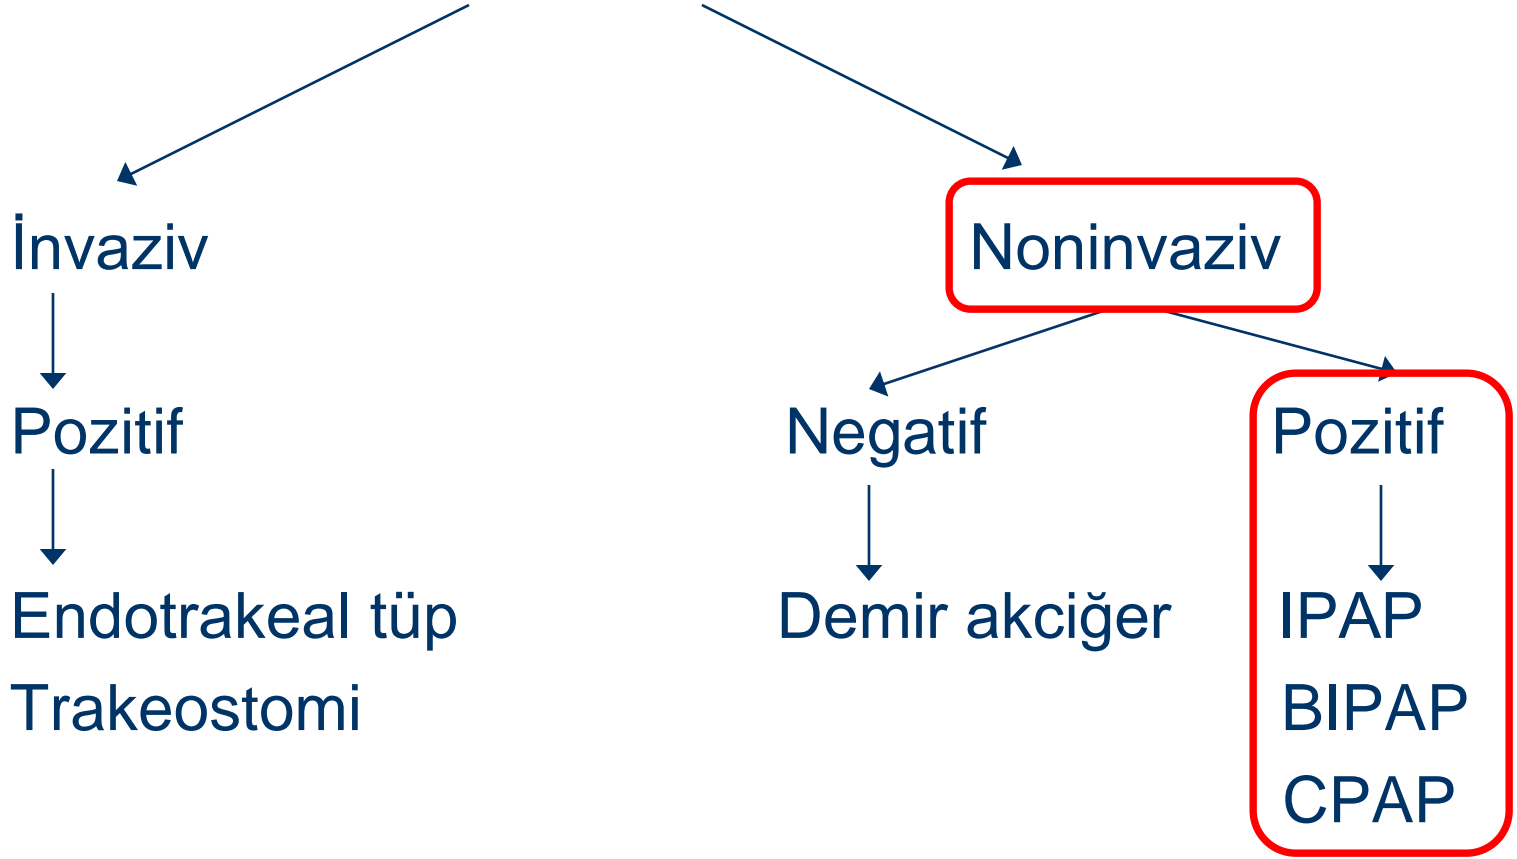 İnvaziv
Noninvaziv
Pozitif
Negatif
Pozitif
Endotrakeal tüp
Demir akciğer
IPAP
Trakeostomi
BIPAP
CPAP